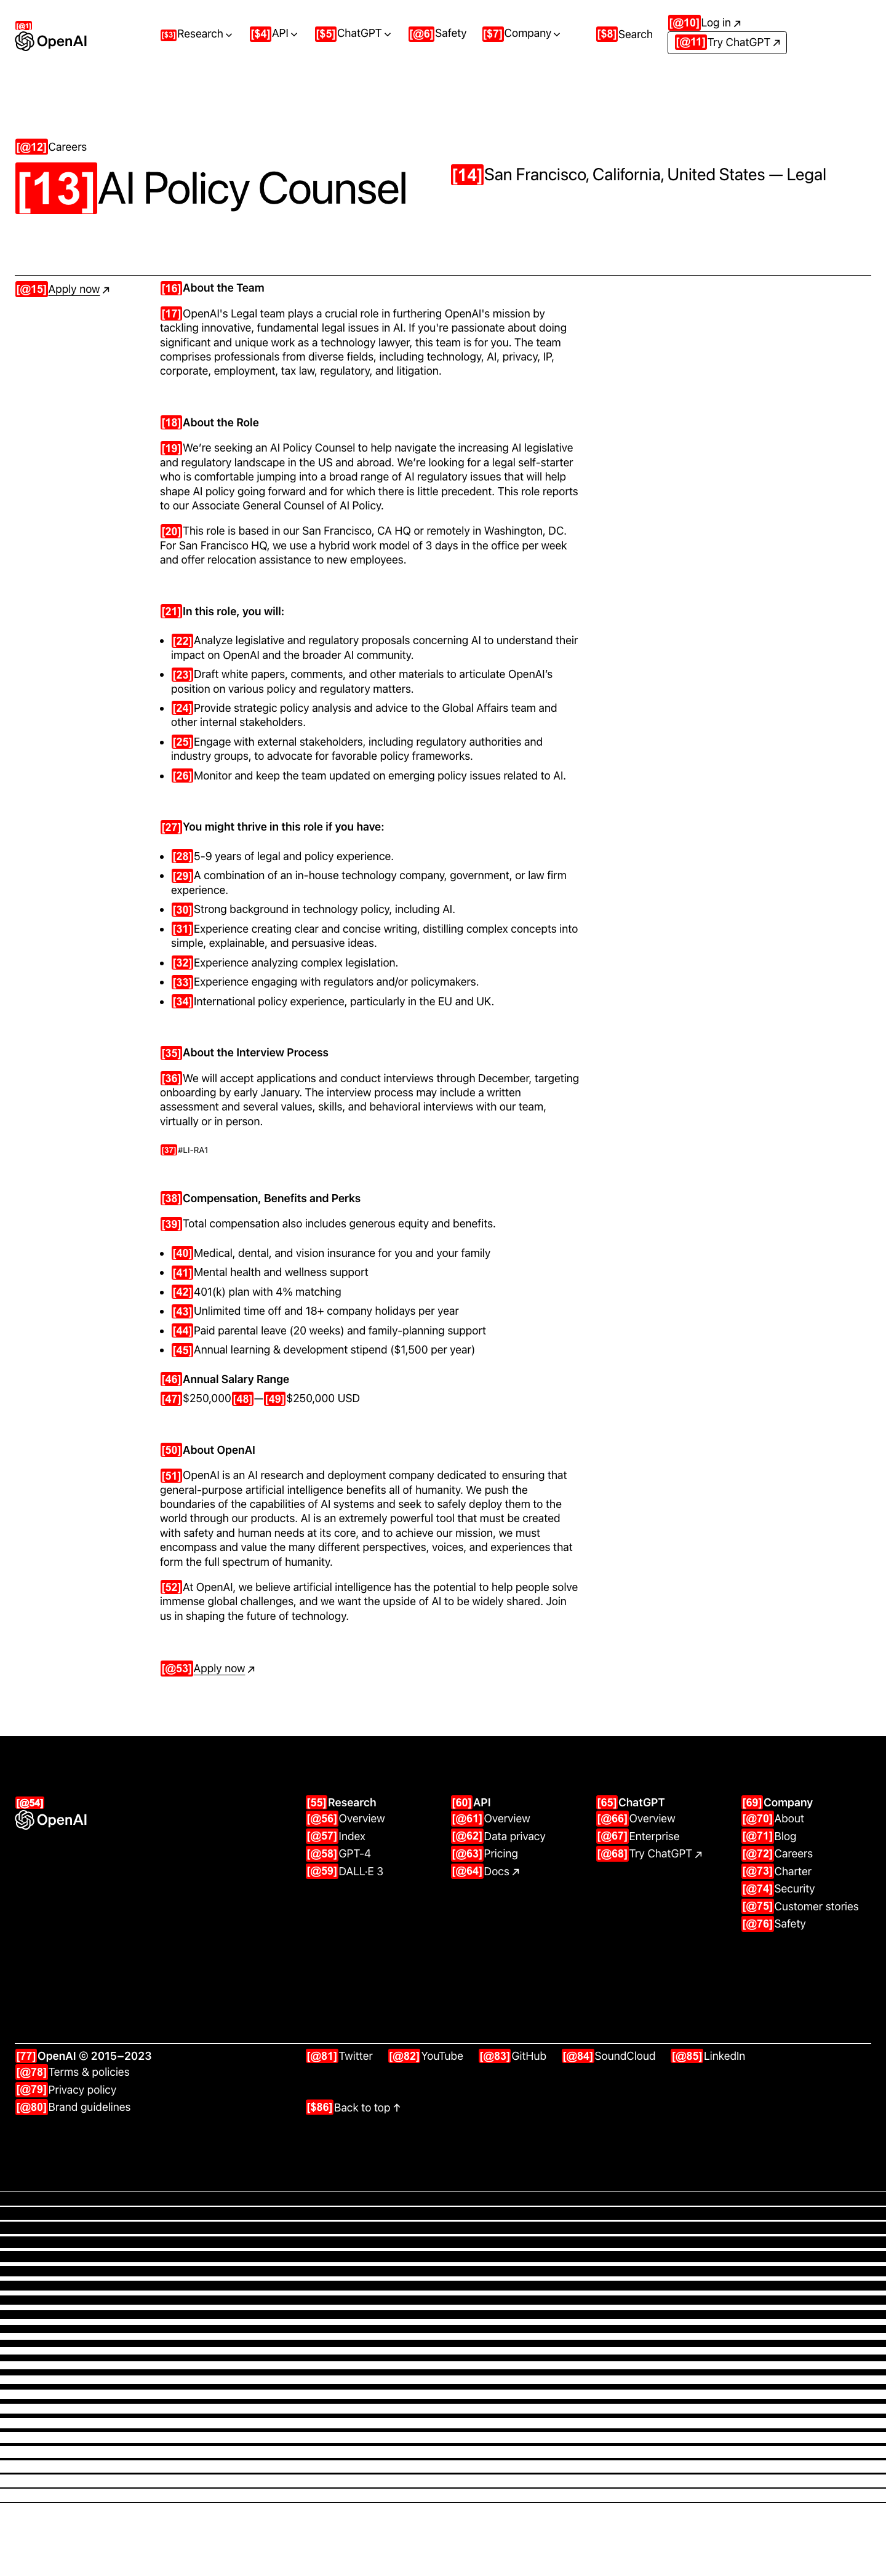 [@1]
OpenAI
[$3]Research
[$4]API
[$5]ChatGPT
[@6]Safety
[$7]Company
[$8]Search
[@10]Log in ↗
[@11]Try ChatGPT ↗
[@12]Careers
[13]AI Policy Counsel
[14]San Francisco, California, United States — Legal
[@15]Apply now ↗
[16]About the Team
[17]OpenAI's Legal team plays a crucial role in furthering OpenAI's mission by
tackling innovative, fundamental legal issues in AI. If you're passionate about doing
significant and unique work as a technology lawyer, this team is for you. The team
comprises professionals from diverse fields, including technology, AI, privacy, IP,
corporate, employment, tax law, regulatory, and litigation.
[18]About the Role
[19]We’re seeking an AI Policy Counsel to help navigate the increasing AI legislative
and regulatory landscape in the US and abroad. We’re looking for a legal self-starter
who is comfortable jumping into a broad range of AI regulatory issues that will help
shape AI policy going forward and for which there is little precedent. This role reports
to our Associate General Counsel of AI Policy.
[20]This role is based in our San Francisco, CA HQ or remotely in Washington, DC.
For San Francisco HQ, we use a hybrid work model of 3 days in the office per week
and offer relocation assistance to new employees.
[21]In this role, you will:
• [22]Analyze legislative and regulatory proposals concerning AI to understand their
impact on OpenAI and the broader AI community.
• [23]Draft white papers, comments, and other materials to articulate OpenAI’s
position on various policy and regulatory matters.
• [24]Provide strategic policy analysis and advice to the Global Affairs team and
other internal stakeholders.
• [25]Engage with external stakeholders, including regulatory authorities and
industry groups, to advocate for favorable policy frameworks.
• [26]Monitor and keep the team updated on emerging policy issues related to AI.
[27]You might thrive in this role if you have:
• [28]5-9 years of legal and policy experience.
• [29]A combination of an in-house technology company, government, or law firm
experience.
• [30]Strong background in technology policy, including AI.
• [31]Experience creating clear and concise writing, distilling complex concepts into
simple, explainable, and persuasive ideas.
• [32]Experience analyzing complex legislation.
• [33]Experience engaging with regulators and/or policymakers.
• [34]International policy experience, particularly in the EU and UK.
[35]About the Interview Process
[36]We will accept applications and conduct interviews through December, targeting
onboarding by early January. The interview process may include a written
assessment and several values, skills, and behavioral interviews with our team,
virtually or in person.
[37]#LI-RA1
[38]Compensation, Benefits and Perks
[39]Total compensation also includes generous equity and benefits.
• [40]Medical, dental, and vision insurance for you and your family
• [41]Mental health and wellness support
• [42]401(k) plan with 4% matching
• [43]Unlimited time off and 18+ company holidays per year
• [44]Paid parental leave (20 weeks) and family-planning support
• [45]Annual learning & development stipend ($1,500 per year)
[46]Annual Salary Range
[47]$250,000[48]—[49]$250,000 USD
[50]About OpenAI
[51]OpenAI is an AI research and deployment company dedicated to ensuring that
general-purpose artificial intelligence benefits all of humanity. We push the
boundaries of the capabilities of AI systems and seek to safely deploy them to the
world through our products. AI is an extremely powerful tool that must be created
with safety and human needs at its core, and to achieve our mission, we must
encompass and value the many different perspectives, voices, and experiences that
form the full spectrum of humanity.
[52]At OpenAI, we believe artificial intelligence has the potential to help people solve
immense global challenges, and we want the upside of AI to be widely shared. Join
us in shaping the future of technology.
[@53]Apply now ↗
[@54]
OpenAI
[55]Research
[@56]Overview
[@57]Index
[@58]GPT-4
[@59]DALL·E 3
[60]API
[@61]Overview
[@62]Data privacy
[@63]Pricing
[@64]Docs ↗
[65]ChatGPT
[@66]Overview
[@67]Enterprise
[@68]Try ChatGPT ↗
[69]Company
[@70]About
[@71]Blog
[@72]Careers
[@73]Charter
[@74]Security
[@75]Customer stories
[@76]Safety
[77]OpenAI © 2015–2023
[@78]Terms & policies
[@79]Privacy policy
[@80]Brand guidelines
[@81]Twitter
[@82]YouTube
[@83]GitHub
[@84]SoundCloud
[@85]LinkedIn
[$86]Back to top ↑